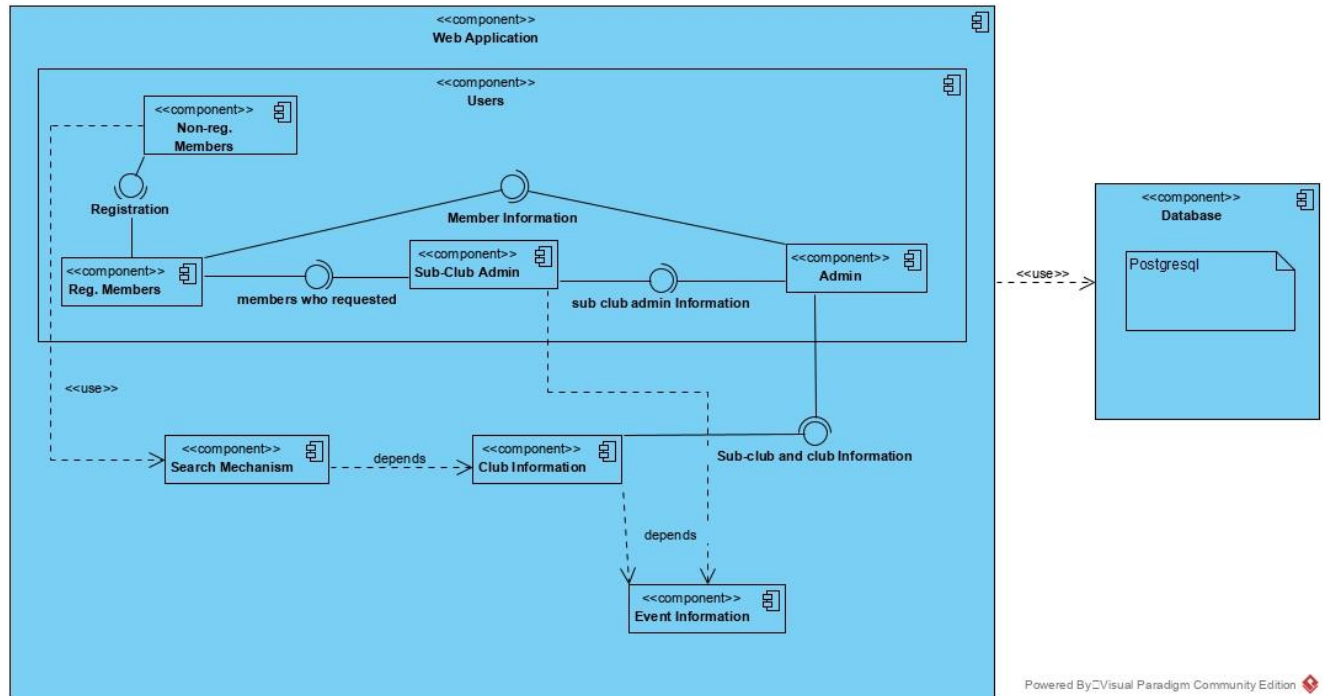 <<component>>
Web Application
<<component>>
Users
<<component>>
Non-reg.
Members
Registration
Member Information
<<component>>
Reg. Members
members who requested
<<component>>
Sub-Club Admin
sub club admin Information
<<component>>
Admin
<<use>>
<<component>>
Database
Postgresql
<<use>>
<<component>>
Search Mechanism
depends
<<component>>
Club Information
Sub-club and club Information
depends
<<component>>
Event Information
Powered By□Visual Paradigm Community Edition